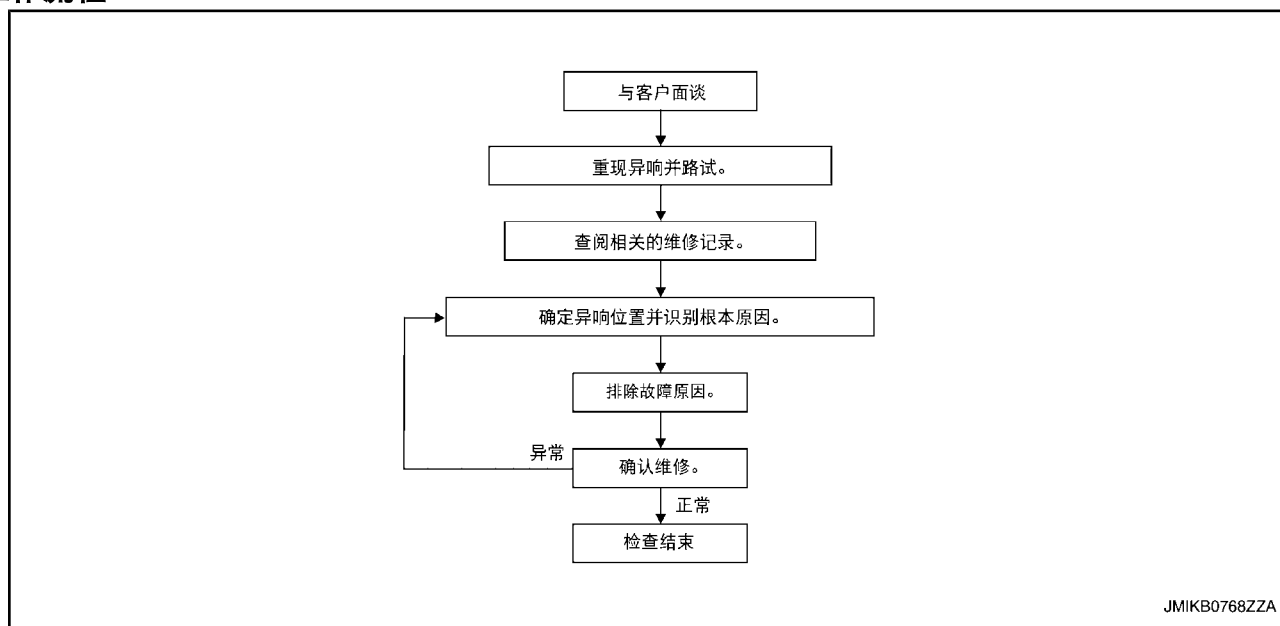 与客户面谈
重现异响并路试。
查阅相关的维修记录。
确定异响位置并识别根本原因。
排除故障原因。
异常
确认维修。
正常
检查结束
JMIKB0768ZZA